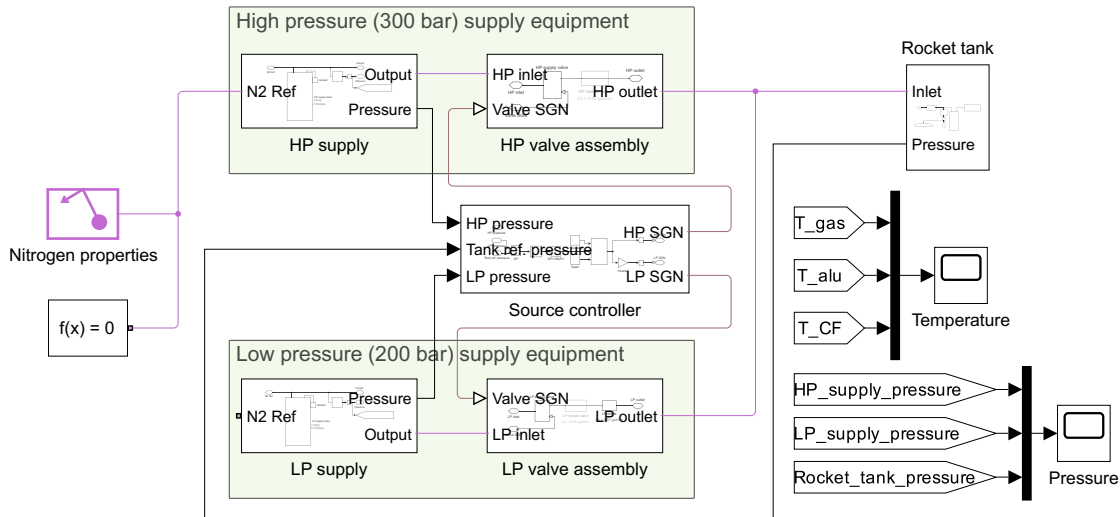 High pressure (300 bar) supply equipment
N2 Ref
Output
Pressure
HP supply
HP inlet
Valve SGN
HP outlet
HP valve assembly
Rocket tank
Inlet
Pressure
Nitrogen properties
f(x) = 0
HP pressure
Tank ref. pressure
LP pressure
HP SGN
LP SGN
Source controller
T_gas
T_alu
T_CF
Temperature
Low pressure (200 bar) supply equipment
N2 Ref
Pressure
Output
LP supply
Valve SGN
LP inlet
LP outlet
LP valve assembly
HP_supply_pressure
LP_supply_pressure
Rocket_tank_pressure
Pressure